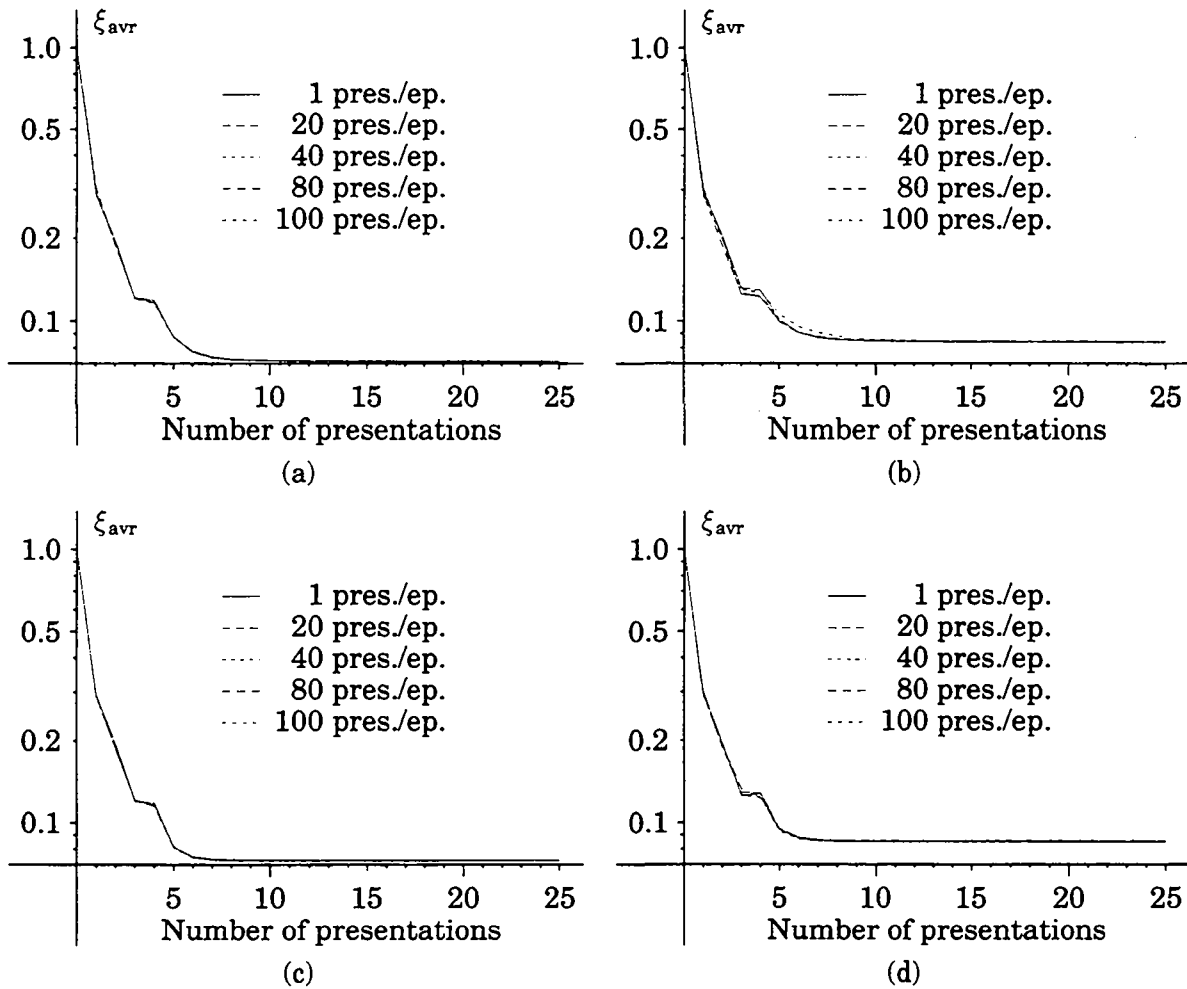 ξavr
1.0
0.5
0.2
0.1
1 pres./ep.
20 pres./ep.
40 pres./ep.
80 pres./ep.
100 pres./ep.
5 10 15 20 25
Number of presentations
(a)
ξavr
1.0
0.5
0.2
0.1
1 pres./ep.
20 pres./ep.
40 pres./ep.
80 pres./ep.
100 pres./ep.
5 10 15 20 25
Number of presentations
(b)
ξavr
1.0
0.5
0.2
0.1
1 pres./ep.
20 pres./ep.
40 pres./ep.
80 pres./ep.
100 pres./ep.
5 10 15 20 25
Number of presentations
(c)
ξavr
1.0
0.5
0.2
0.1
1 pres./ep.
20 pres./ep.
40 pres./ep.
80 pres./ep.
100 pres./ep.
5 10 15 20 25
Number of presentations
(d)